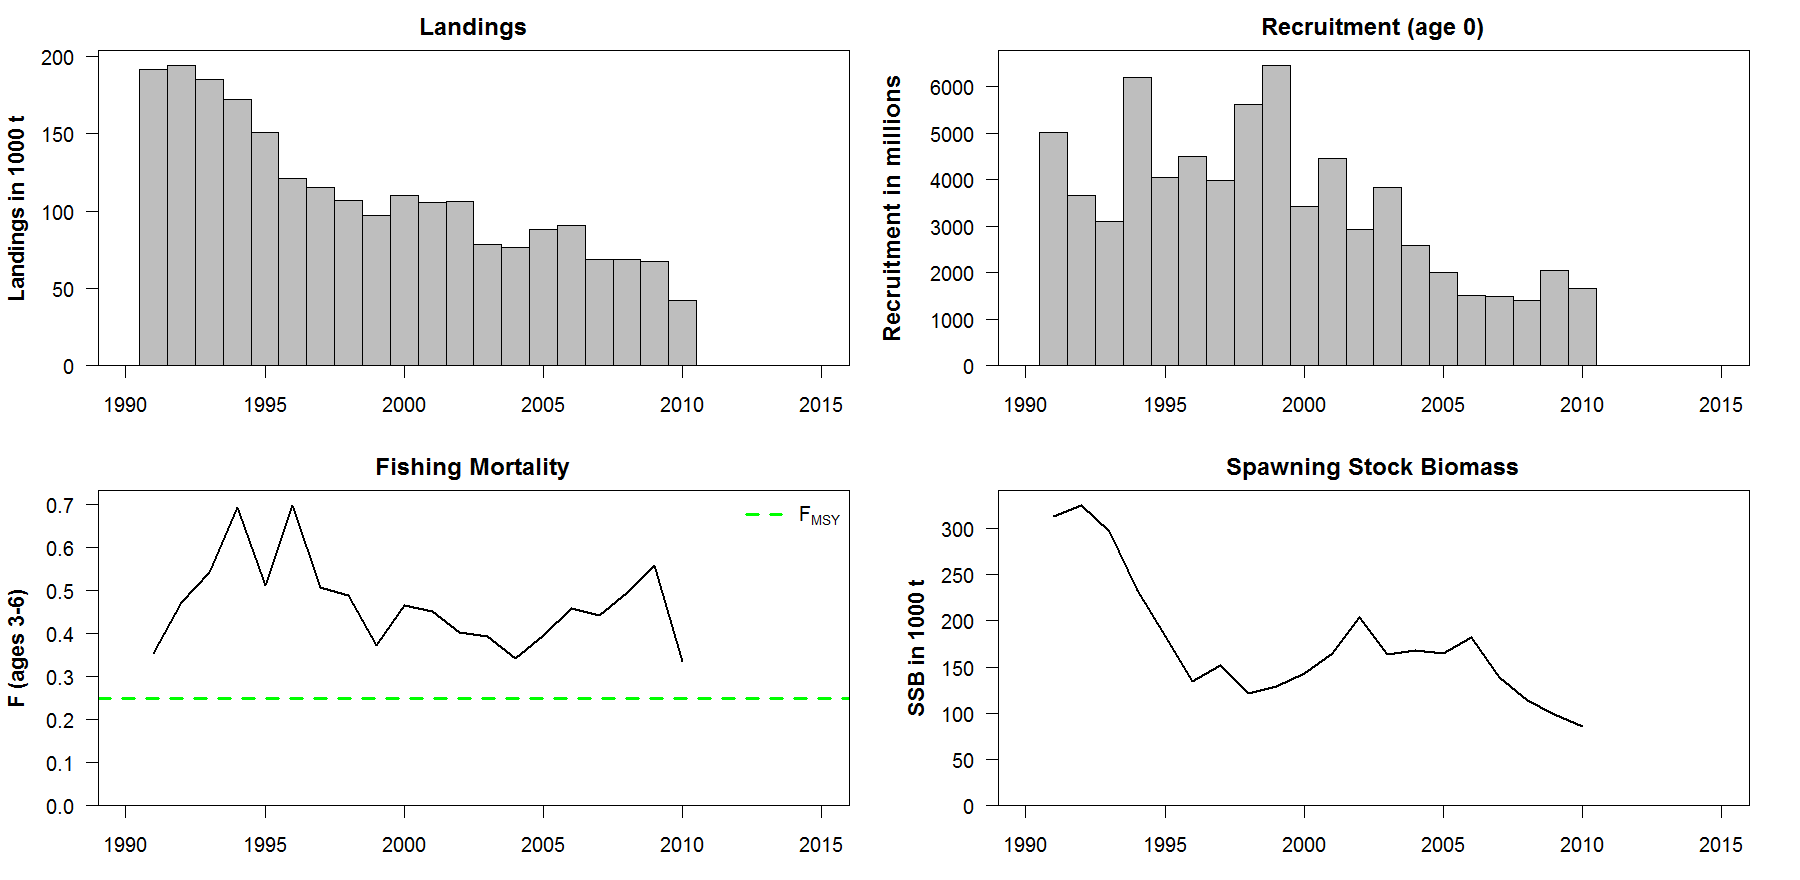 Landings
Landings in 1000 t
200
150
100
50
0
1990 1995 2000 2005 2010 2015
Recruitment (age 0)
Recruitment in millions
6000
5000
4000
3000
2000
1000
0
1990 1995 2000 2005 2010 2015
Fishing Mortality
F (ages 3-6)
0.7
0.6
0.5
0.4
0.3
0.2
0.1
0.0
FMSY
1990 1995 2000 2005 2010 2015
Spawning Stock Biomass
SSB in 1000 t
300
250
200
150
100
50
0
1990 1995 2000 2005 2010 2015